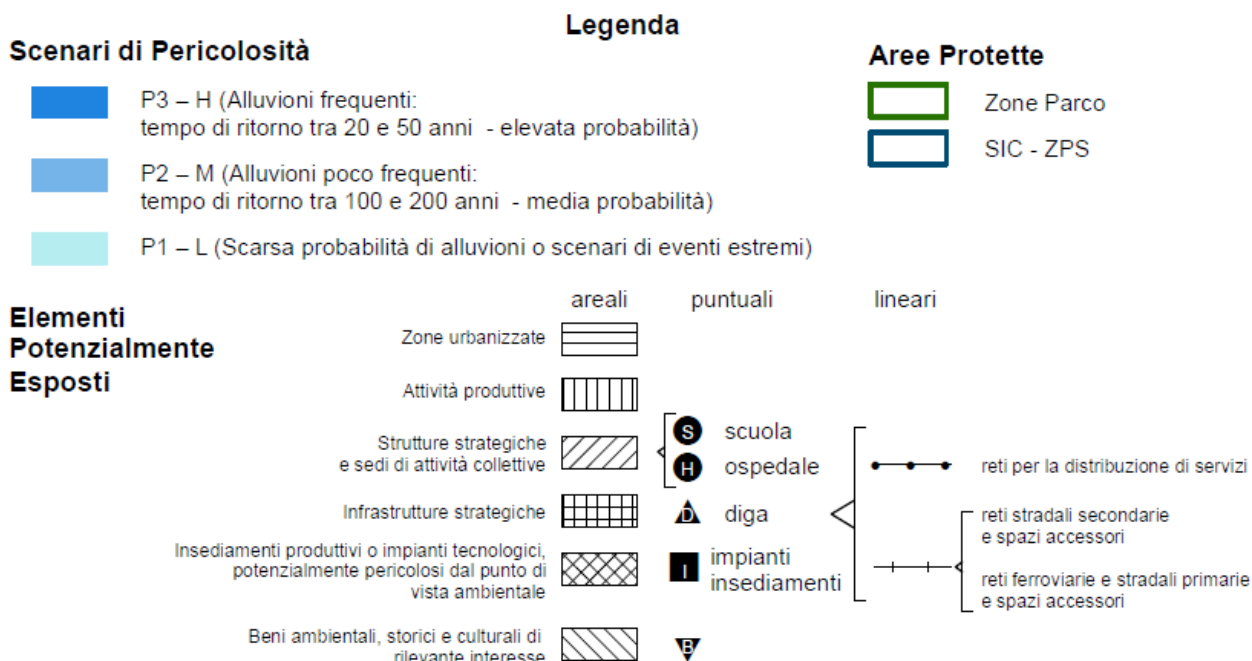 Legenda
Scenari di Pericolosità
P3 – H (Alluvioni frequenti:
tempo di ritorno tra 20 e 50 anni - elevata probabilità)
P2 – M (Alluvioni poco frequenti:
tempo di ritorno tra 100 e 200 anni - media probabilità)
P1 – L (Scarsa probabilità di alluvioni o scenari di eventi estremi)
Aree Protette
Zone Parco
SIC - ZPS
Elementi
Potenzialmente
Esposti
areali puntuali lineari
Zone urbanizzate
Attività produttive
Strutture strategiche
e sedi di attività collettive
S scuola
H ospedale
reti per la distribuzione di servizi
Infrastrutture strategiche
D diga
reti stradali secondarie
e spazi accessori
Insediamenti produttivi o impianti tecnologici,
potenzialmente pericolosi dal punto di
vista ambientale
I impianti
insediamenti
reti ferroviarie e stradali primarie
e spazi accessori
Beni ambientali, storici e culturali di
rilevante interesse
B